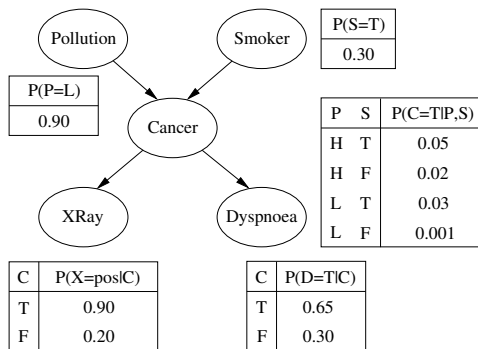 Pollution
Smoker
P(S=T)
0.30
P(P=L)
0.90
Cancer
P S P(C=T|P,S)
H T 0.05
H F 0.02
L T 0.03
L F 0.001
XRay
Dyspnoea
C P(X=pos|C)
T 0.90
F 0.20
C P(D=T|C)
T 0.65
F 0.30